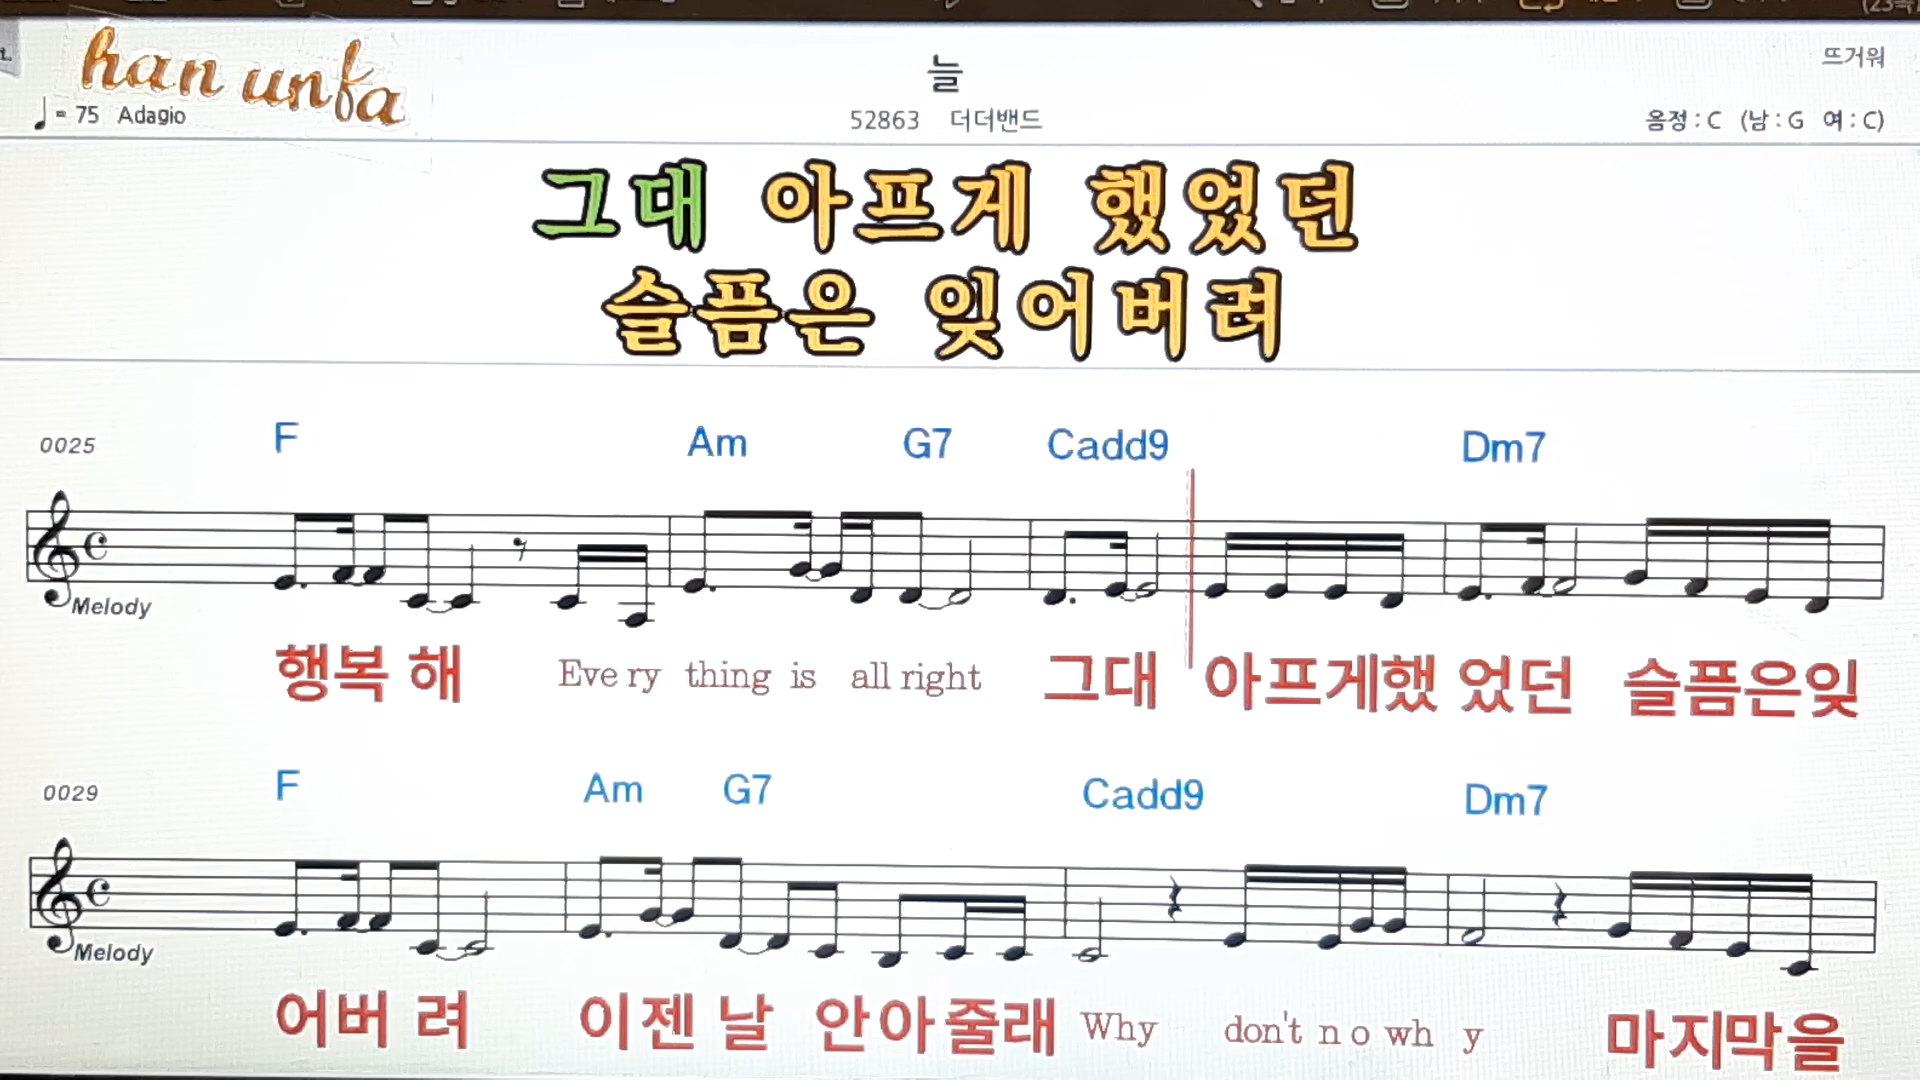 han unfa
늘
뜨거워
= 75 Adagio
52863 더더밴드
음정 : C (남 : G 여 : C)
그대 아프게 했었던
슬픔은 잊어버려
0025
F Am G7 Cadd9 Dm7
Melody
행복 해 Eve ry thing is all right 그대 아프게했 었던 슬픔은잊
0029
F Am G7 Cadd9 Dm7
Melody
어버 려 이젠 날 안아줄래 Why don't n o wh y 마지막을